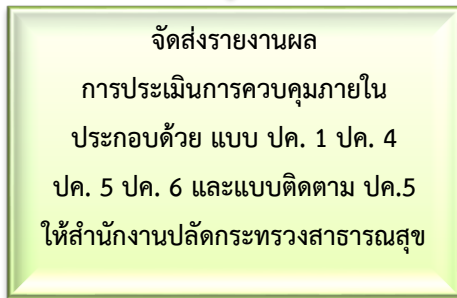 จัดส่งรายงานผล
การประเมินการควบคุมภายใน
ประกอบด้วย แบบ ปค. 1 ปค. 4
ปค. 5 ปค. 6 และแบบติดตาม ปค.5
ให้สำนักงานปลัดกระทรวงสาธารณสุข